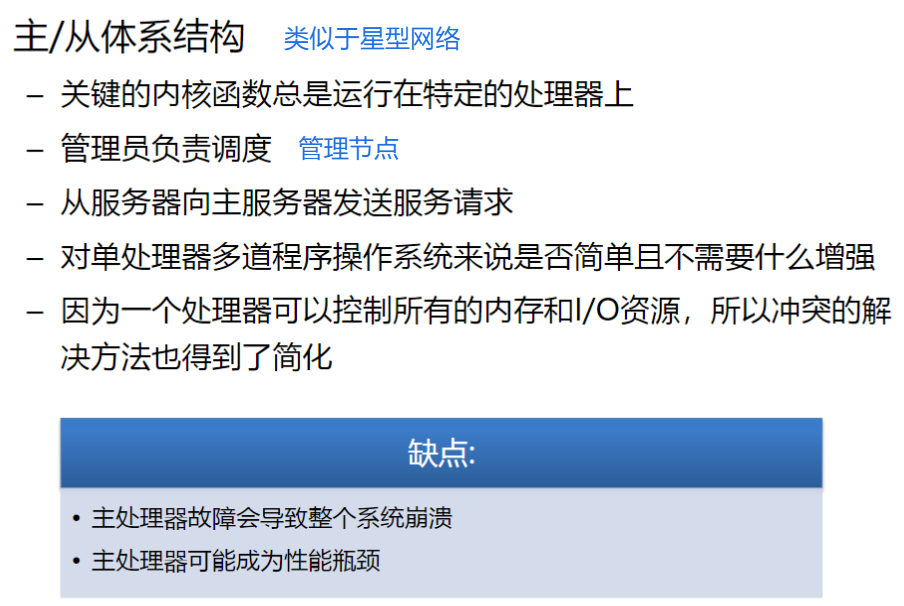 主/从体系结构 类似于星型网络
– 关键的内核函数总是运行在特定的处理器上
– 管理员负责调度 管理节点
– 从服务器向主服务器发送服务请求
– 对单处理器多道程序操作系统来说是否简单且不需要什么增强
– 因为一个处理器可以控制所有的内存和I/O资源，所以冲突的解
决方法也得到了简化
缺点:
• 主处理器故障会导致整个系统崩溃
• 主处理器可能成为性能瓶颈